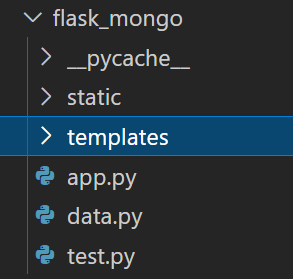 flask_mongo
__pycache__
static
templates
app.py
data.py
test.py